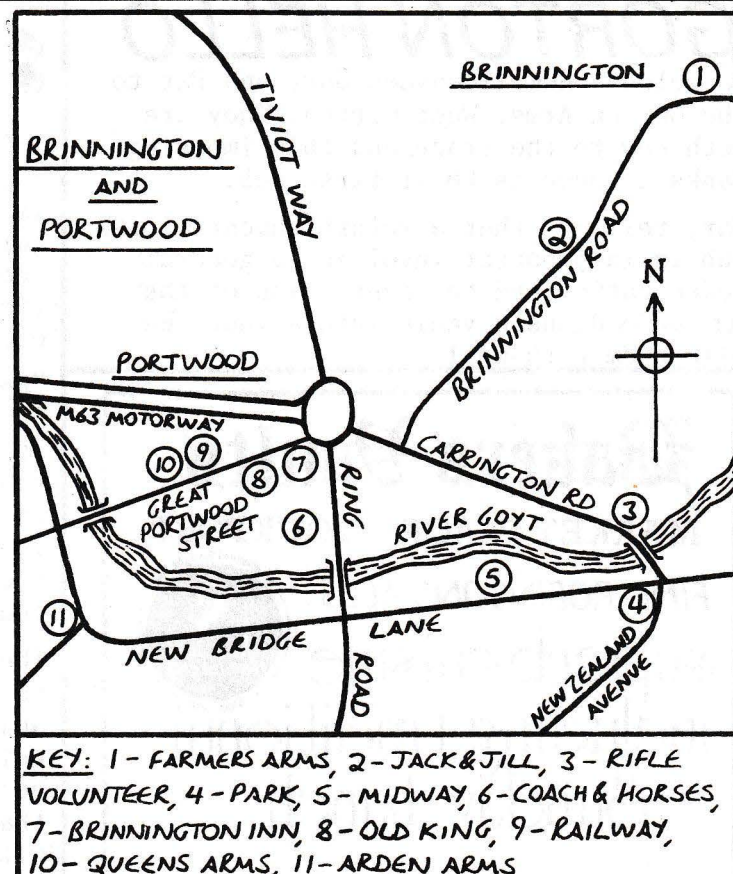 BRINNINGTON
①
BRINNINGTON
AND
PORTWOOD
TIVIOT WAY
②
BRINNINGTON ROAD
N
PORTWOOD
M63 MOTORWAY
⑩ ⑨
⑧ ⑦
GREAT
PORTWOOD
STREET
⑥
RING
ROAD
CARRINGTON RD
③
RIVER GOYT
⑤
④
⑪
NEW BRIDGE LANE
NEW ZEALAND
AVENUE
KEY: 1 - FARMERS ARMS, 2 - JACK & JILL, 3 - RIFLE
VOLUNTEER, 4 - PARK, 5 - MIDWAY, 6 - COACH & HORSES,
7 - BRINNINGTON INN, 8 - OLD KING, 9 - RAILWAY,
10 - QUEENS ARMS, 11 - ARDEN ARMS